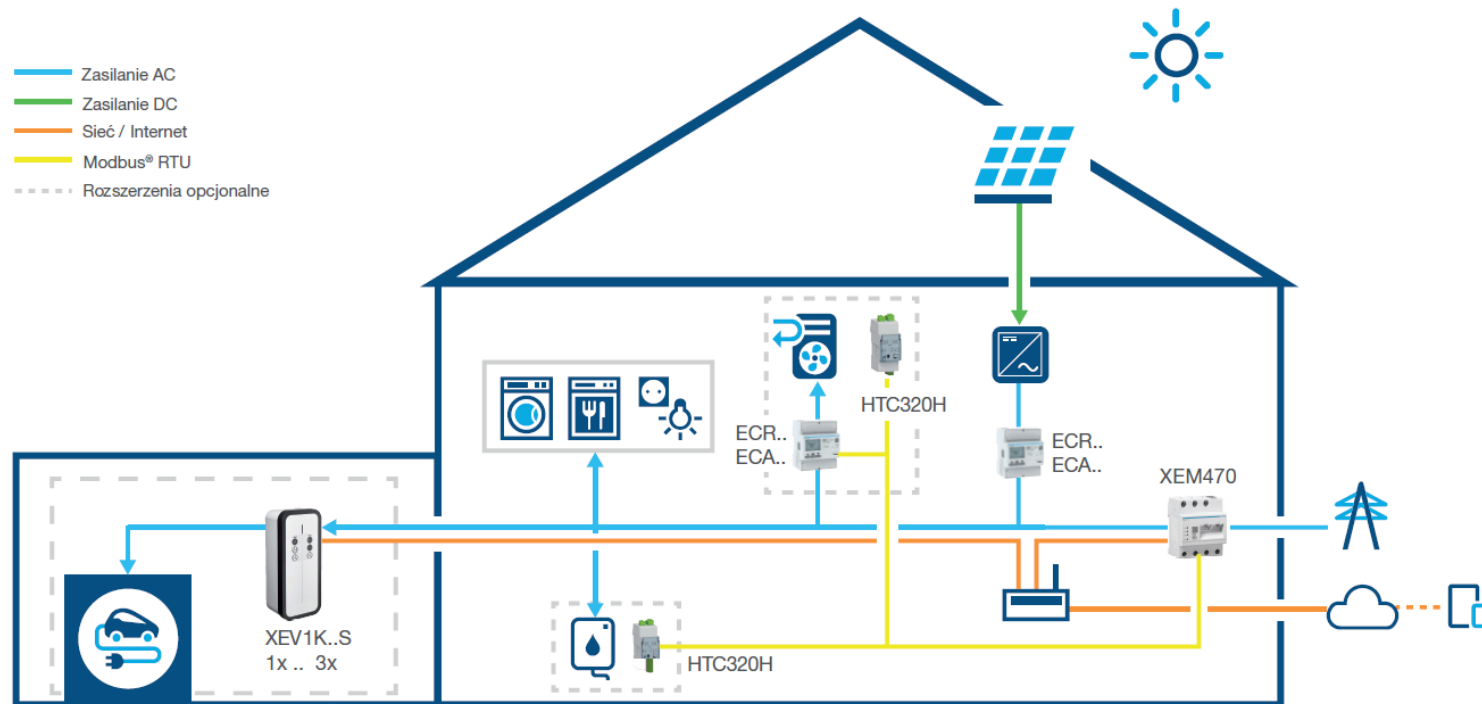 Zasilanie AC
Zasilanie DC
Sieć / Internet
Modbus® RTU
Rozszerzenia opcjonalne
HTC320H
ECR..
ECA..
ECR..
ECA..
XEM470
XEV1K..S
1x .. 3x
HTC320H